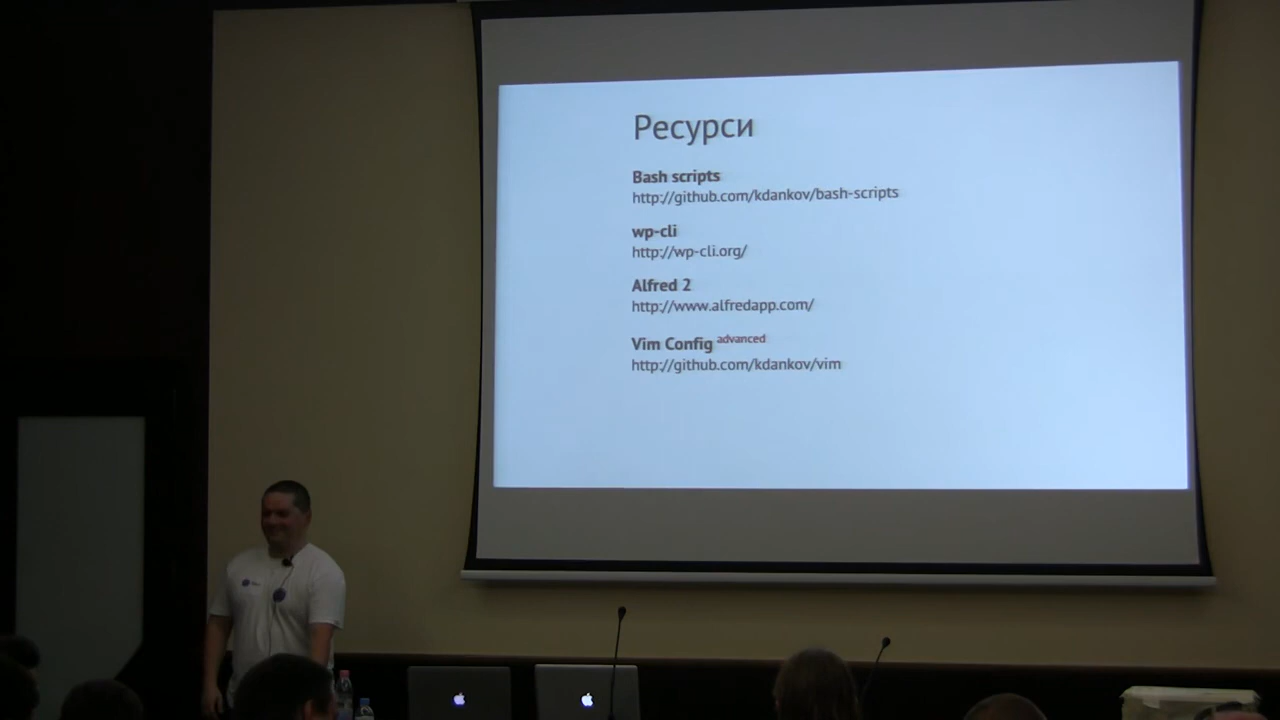 Ресурси
Bash scripts
http://github.com/kdankov/bash-scripts
wp-cli
http://wp-cli.org/
Alfred 2
http://www.alfredapp.com/
Vim Config advanced
http://github.com/kdankov/vim